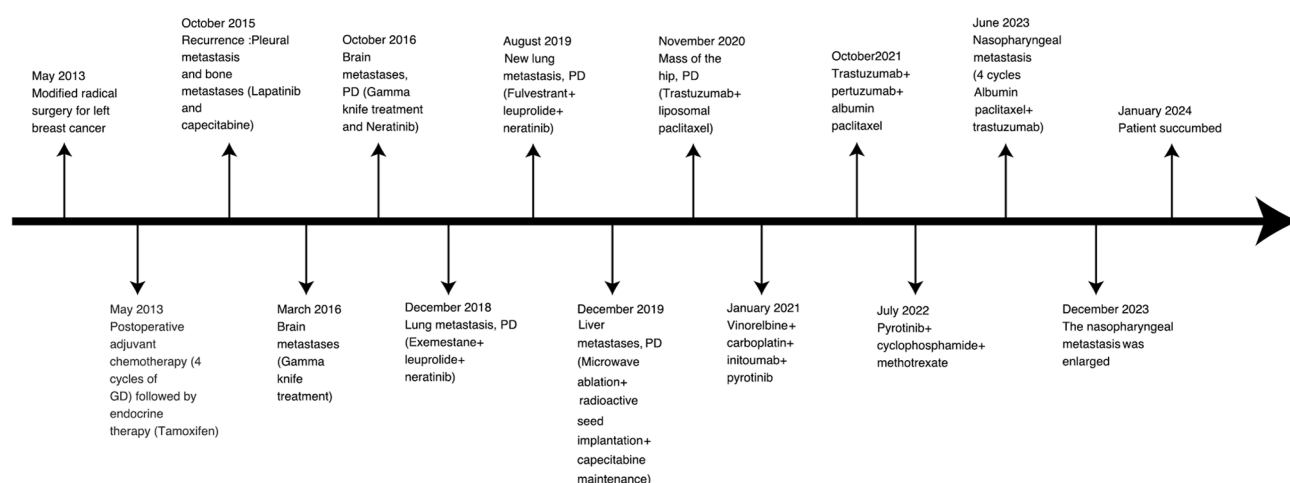 May 2013
Modified radical
surgery for left
breast cancer
May 2013
Postoperative
adjuvant
chemotherapy (4
cycles of
GD) followed by
endocrine
therapy (Tamoxifen)
October 2015
Recurrence :Pleural
metastasis
and bone
metastases (Lapatinib
and
capecitabine)
March 2016
Brain
metastases
(Gamma
knife
treatment)
October 2016
Brain
metastases,
PD (Gamma
knife treatment
and Neratinib)
December 2018
Lung metastasis, PD
(Exemestane+
leuprolide+
neratinib)
August 2019
New lung
metastasis, PD
(Fulvestrant+
leuprolide+
neratinib)
December 2019
Liver
metastases, PD
(Microwave
ablation+
radioactive
seed
implantation+
capecitabine
maintenance)
November 2020
Mass of the
hip, PD
(Trastuzumab+
liposomal
paclitaxel)
January 2021
Vinorelbine+
carboplatin+
initoumab+
pyrotinib
October2021
Trastuzumab+
pertuzumab+
albumin
paclitaxel
July 2022
Pyrotinib+
cyclophosphamide+
methotrexate
June 2023
Nasopharyngeal
metastasis
(4 cycles
Albumin
paclitaxel+
trastuzumab)
December 2023
The nasopharyngeal
metastasis was
enlarged
January 2024
Patient succumbed